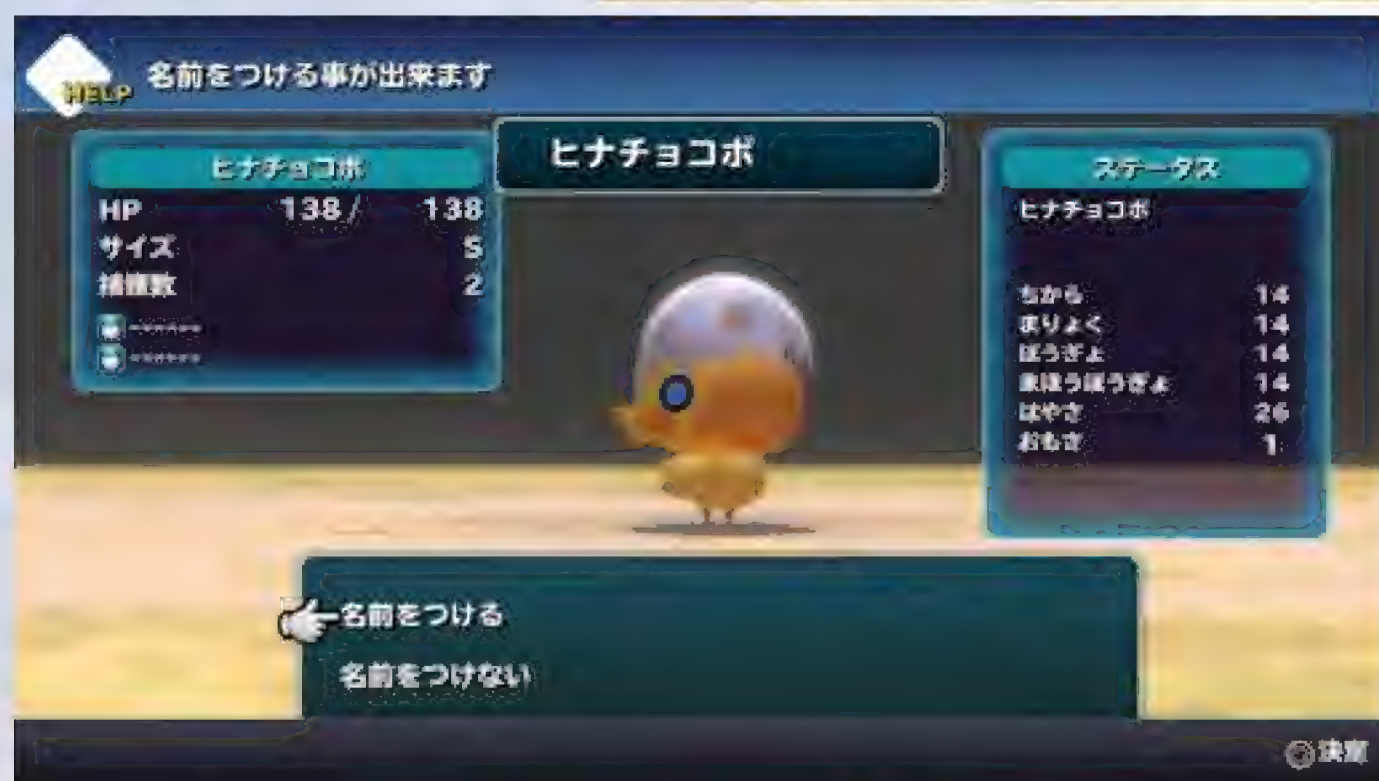 HELP 名前をつける事が出来ます
ヒナチョコボ
ヒナチョコボ
HP 138/ 138
サイズ S
捕獲数 2
------
------
ステータス
ヒナチョコボ
ちから 14
まりょく 14
ぼうぎょ 14
まほうぼうぎょ 14
はやさ 26
おもさ 1
名前をつける
名前をつけない
決定